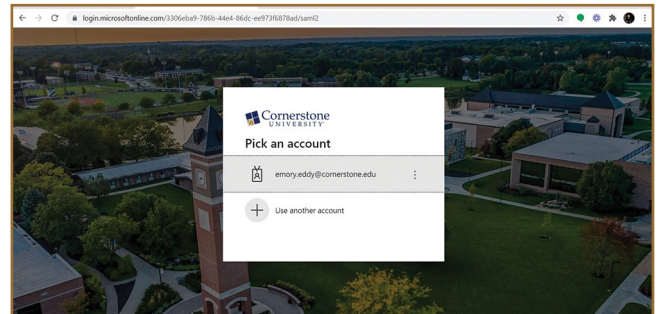 login.microsoftonline.com/3306eba9-786b-44e4-86dc-ee973f6878ad/saml2
Cornerstone
UNIVERSITY
Pick an account
emory.eddy@cornerstone.edu
Use another account